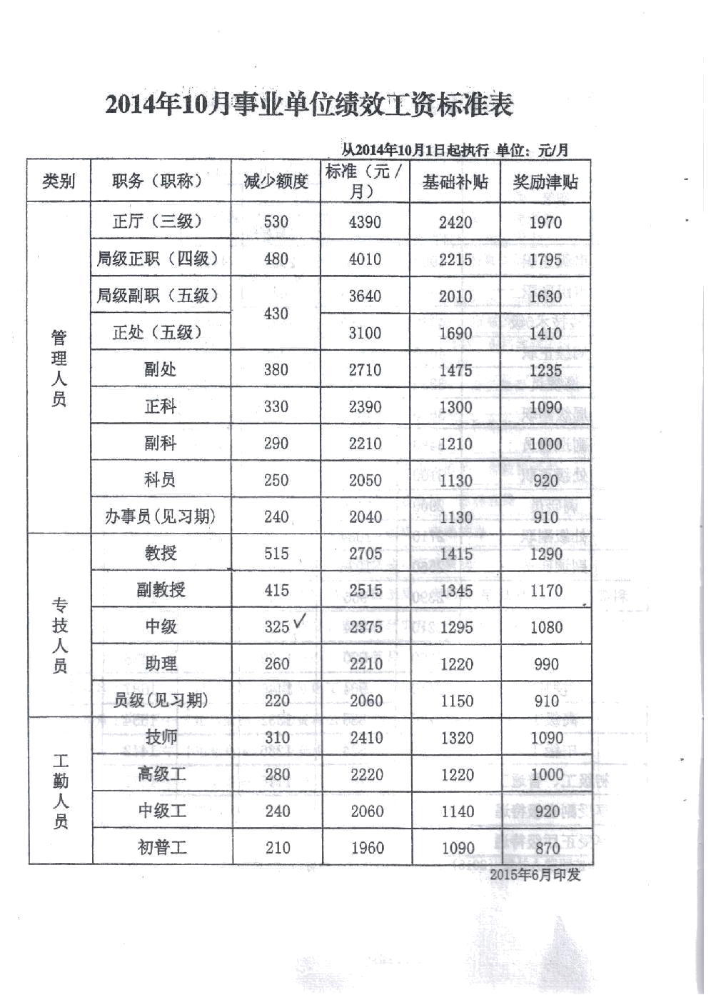 2014年10月事业单位绩效工资标准表
从2014年10月1日起执行 单位：元/月
类别 职务（职称） 减少额度 标准（元/月） 基础补贴 奖励津贴
管理人员
正厅（三级） 530 4390 2420 1970
局级正职（四级） 480 4010 2215 1795
局级副职（五级） 430 3640 2010 1630
正处（五级） 3100 1690 1410
副处 380 2710 1475 1235
正科 330 2390 1300 1090
副科 290 2210 1210 1000
科员 250 2050 1130 920
办事员(见习期) 240 2040 1130 910
专技人员
教授 515 2705 1415 1290
副教授 415 2515 1345 1170
中级 325✓ 2375 1295 1080
助理 260 2210 1220 990
员级(见习期) 220 2060 1150 910
工勤人员
技师 310 2410 1320 1090
高级工 280 2220 1220 1000
中级工 240 2060 1140 920
初普工 210 1960 1090 870
2015年6月印发